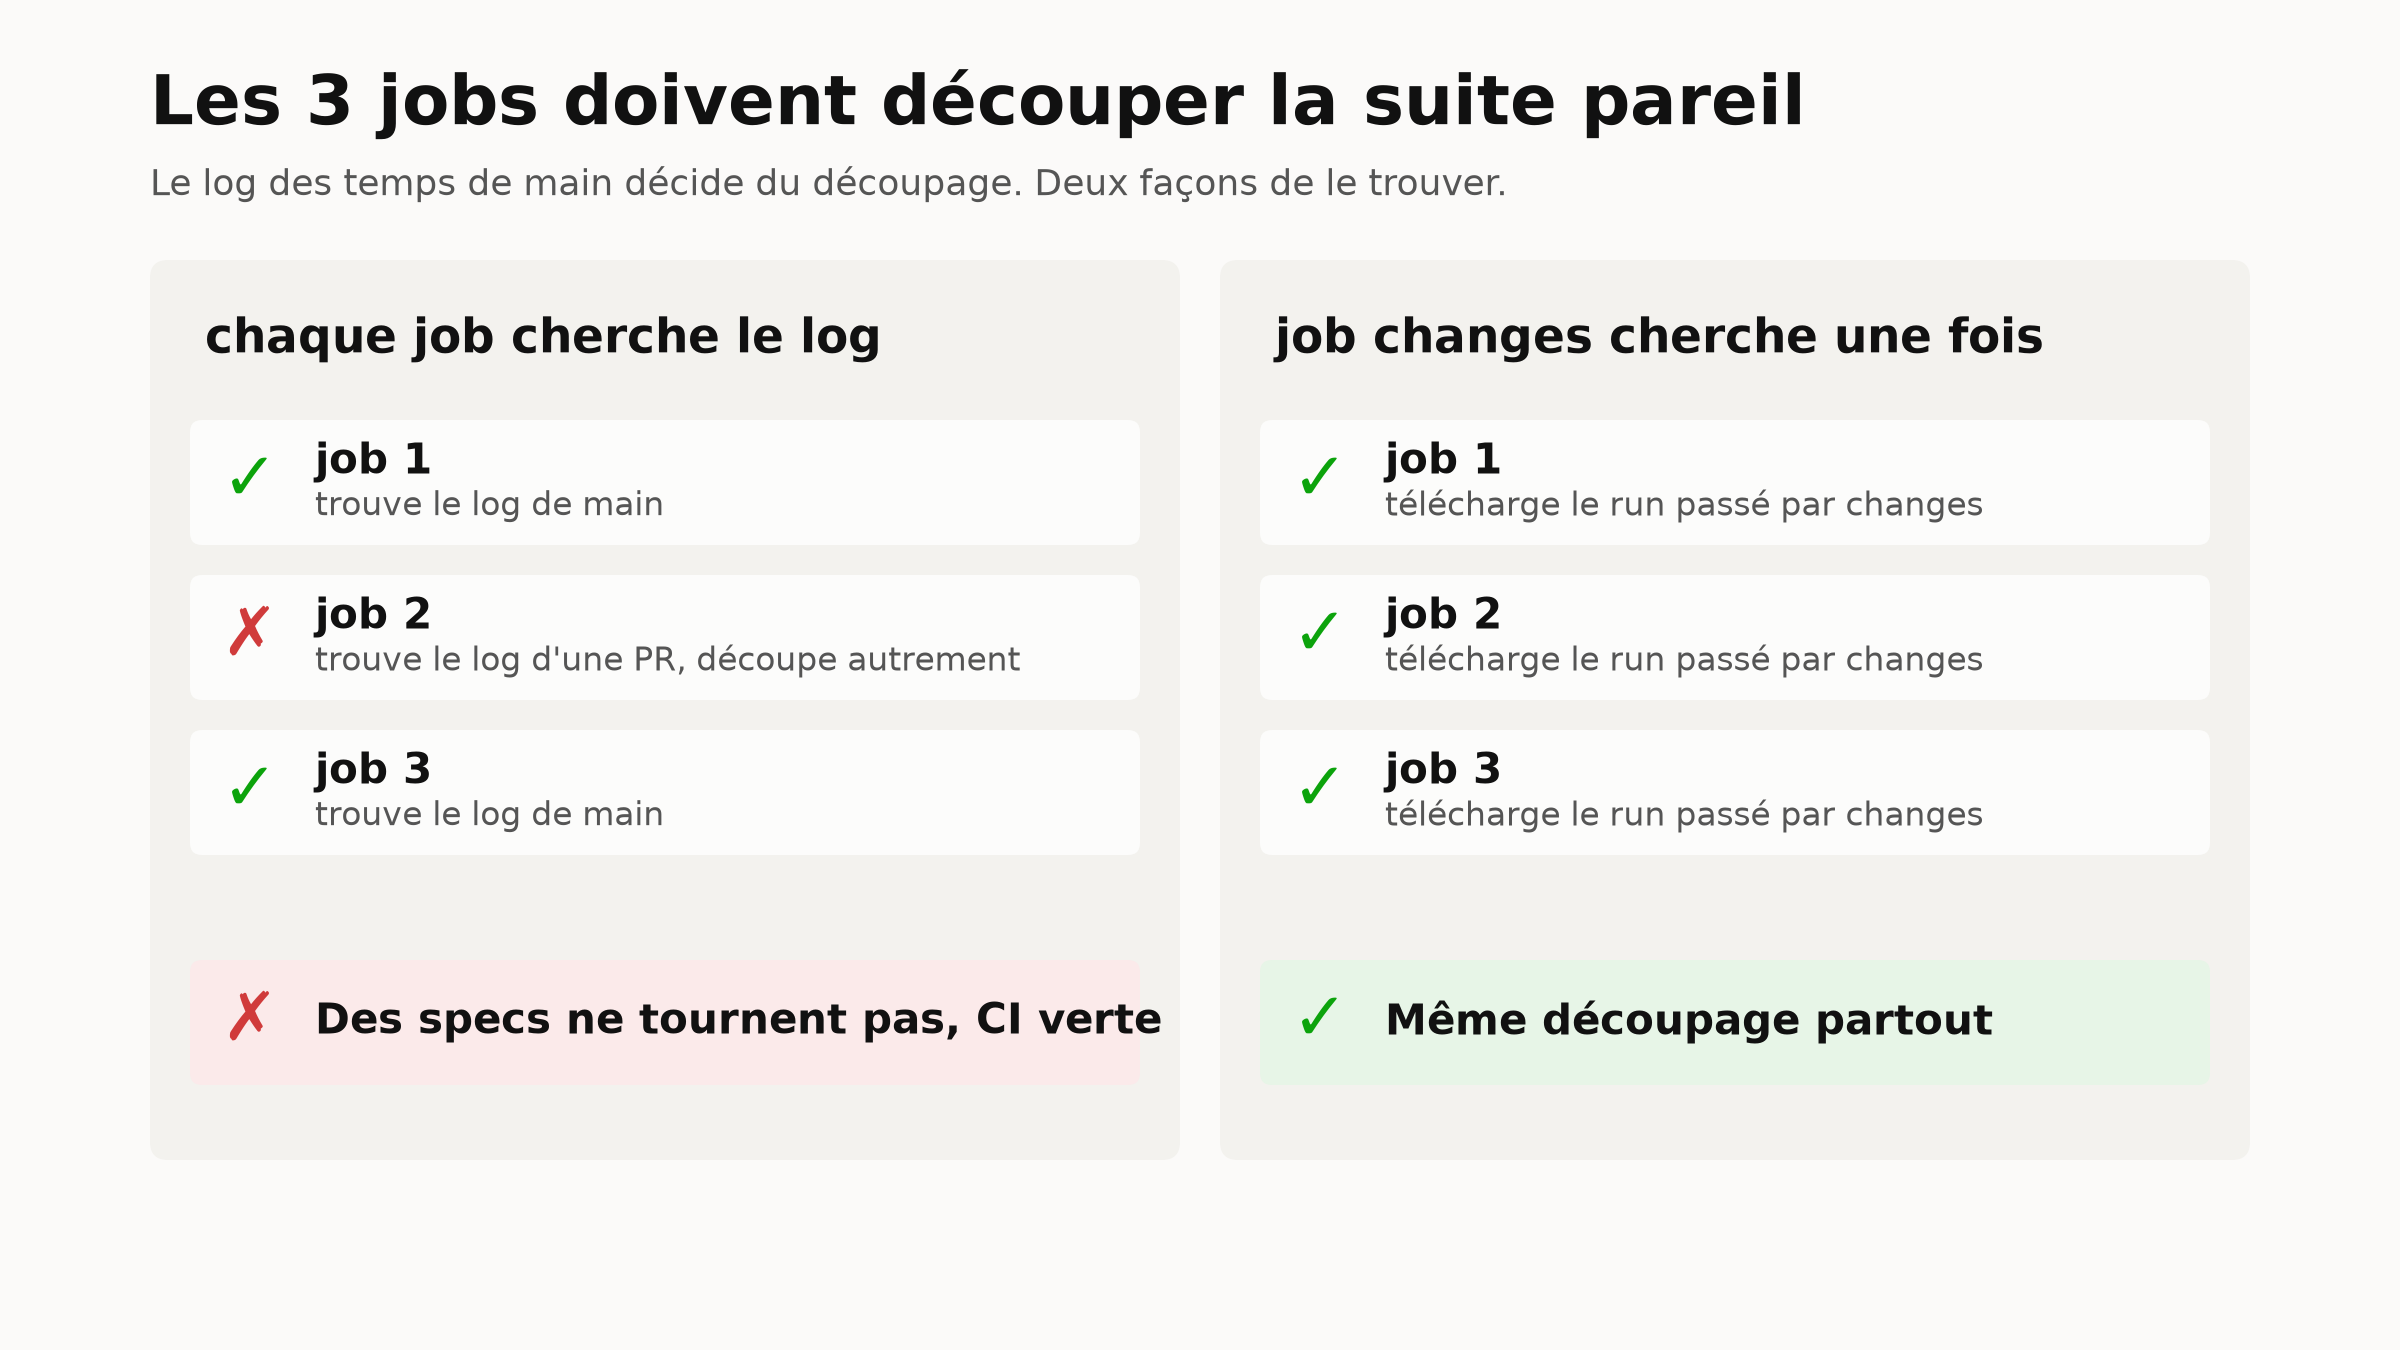 Les 3 jobs doivent découper la suite pareil
Le log des temps de main décide du découpage. Deux façons de le trouver.
chaque job cherche le log
✓ job 1
trouve le log de main
✗ job 2
trouve le log d'une PR, découpe autrement
✓ job 3
trouve le log de main
✗ Des specs ne tournent pas, CI verte
job changes cherche une fois
✓ job 1
télécharge le run passé par changes
✓ job 2
télécharge le run passé par changes
✓ job 3
télécharge le run passé par changes
✓ Même découpage partout